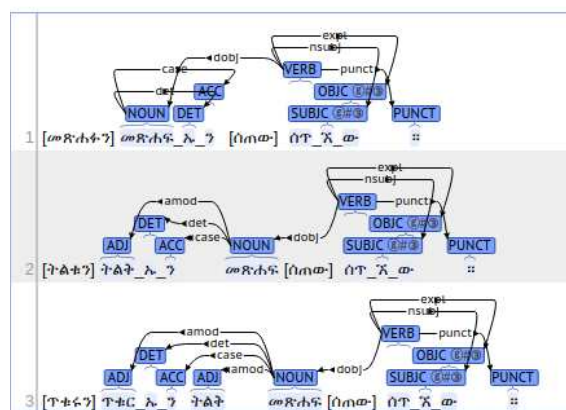 expl
nsubj
dobj
case
VERB punct
det ACC
OBJC
NOUN DET SUBJC PUNCT
1 [መጽሐፉን] መጽሐፍ_ኡ_ን [ሰጠው] ሰጥ_ኧ_ው ።
expl
nsubj
amod VERB punct
DET det OBJC
ADJ ACC case NOUN dobj SUBJC PUNCT
2 [ትልቁን] ትልቅ_ኡ_ን መጽሐፍ [ሰጠው] ሰጥ_ኧ_ው ።
expl
nsubj
amod VERB punct
det
DET case OBJC
ADJ ACC ADJ amod NOUN dobj SUBJC PUNCT
3 [ጥቁሩን] ጥቁር_ኡ_ን ትልቅ መጽሐፍ [ሰጠው] ሰጥ_ኧ_ው ።